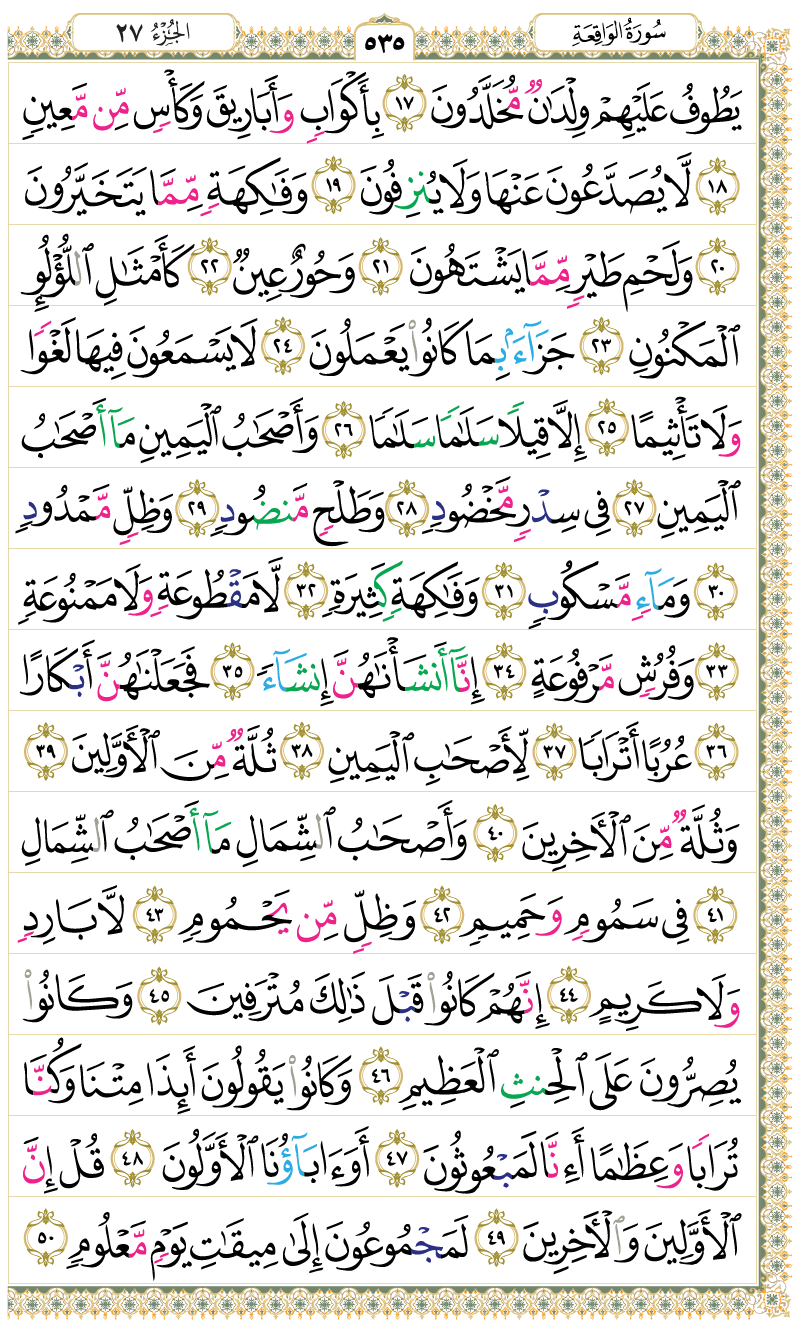 سُورَةُ الوَاقِعَةِ ٥٣٥ الجُزْءُ ٢٧
يَطُوفُ عَلَيْهِمْ وِلْدَٰنٌ مُّخَلَّدُونَ ١٧ بِأَكْوَابٍ وَأَبَارِيقَ وَكَأْسٍ مِّن مَّعِينٍ
١٨ لَّا يُصَدَّعُونَ عَنْهَا وَلَا يُنزِفُونَ ١٩ وَفَٰكِهَةٍ مِّمَّا يَتَخَيَّرُونَ
٢٠ وَلَحْمِ طَيْرٍ مِّمَّا يَشْتَهُونَ ٢١ وَحُورٌ عِينٌ ٢٢ كَأَمْثَٰلِ ٱللُّؤْلُؤِ
ٱلْمَكْنُونِ ٢٣ جَزَآءًۢ بِمَا كَانُوا۟ يَعْمَلُونَ ٢٤ لَا يَسْمَعُونَ فِيهَا لَغْوًا
وَلَا تَأْثِيمًا ٢٥ إِلَّا قِيلًا سَلَٰمًا سَلَٰمًا ٢٦ وَأَصْحَٰبُ ٱلْيَمِينِ مَآ أَصْحَٰبُ
ٱلْيَمِينِ ٢٧ فِى سِدْرٍ مَّخْضُودٍ ٢٨ وَطَلْحٍ مَّنضُودٍ ٢٩ وَظِلٍّ مَّمْدُودٍ
٣٠ وَمَآءٍ مَّسْكُوبٍ ٣١ وَفَٰكِهَةٍ كَثِيرَةٍ ٣٢ لَّا مَقْطُوعَةٍ وَلَا مَمْنُوعَةٍ
٣٣ وَفُرُشٍ مَّرْفُوعَةٍ ٣٤ إِنَّآ أَنشَأْنَٰهُنَّ إِنشَآءً ٣٥ فَجَعَلْنَٰهُنَّ أَبْكَارًا
٣٦ عُرُبًا أَتْرَابًا ٣٧ لِّأَصْحَٰبِ ٱلْيَمِينِ ٣٨ ثُلَّةٌ مِّنَ ٱلْأَوَّلِينَ ٣٩
وَثُلَّةٌ مِّنَ ٱلْأَخِرِينَ ٤٠ وَأَصْحَٰبُ ٱلشِّمَالِ مَآ أَصْحَٰبُ ٱلشِّمَالِ
٤١ فِى سَمُومٍ وَحَمِيمٍ ٤٢ وَظِلٍّ مِّن يَحْمُومٍ ٤٣ لَّا بَارِدٍ
وَلَا كَرِيمٍ ٤٤ إِنَّهُمْ كَانُوا۟ قَبْلَ ذَٰلِكَ مُتْرَفِينَ ٤٥ وَكَانُوا۟
يُصِرُّونَ عَلَى ٱلْحِنثِ ٱلْعَظِيمِ ٤٦ وَكَانُوا۟ يَقُولُونَ أَئِذَا مِتْنَا وَكُنَّا
تُرَابًا وَعِظَٰمًا أَءِنَّا لَمَبْعُوثُونَ ٤٧ أَوَءَابَآؤُنَا ٱلْأَوَّلُونَ ٤٨ قُلْ إِنَّ
ٱلْأَوَّلِينَ وَٱلْأَخِرِينَ ٤٩ لَمَجْمُوعُونَ إِلَىٰ مِيقَٰتِ يَوْمٍ مَّعْلُومٍ ٥٠